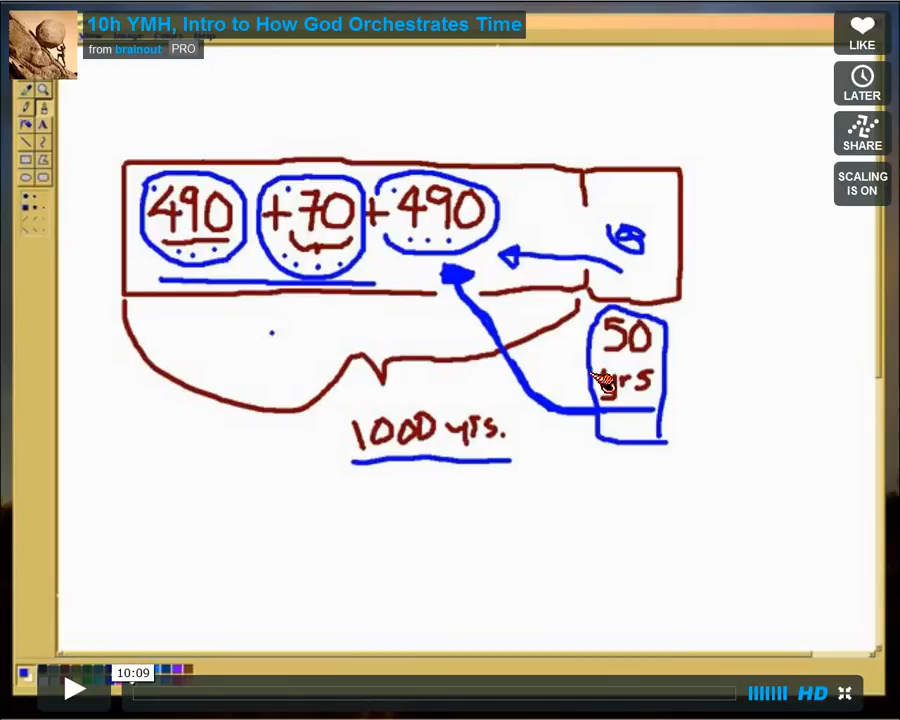 10h YMH, Intro to How God Orchestrates Time
from brainout PRO
LIKE
LATER
SHARE
SCALING
IS ON
490 +70 + 490
50
yrs
1000 yrs.
10:09
HD